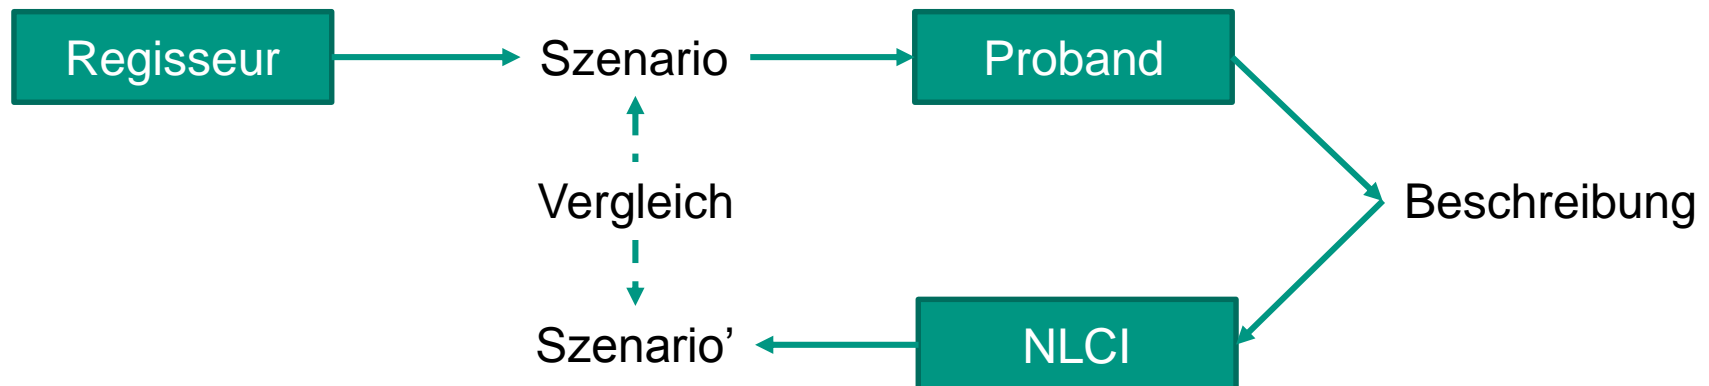 Regisseur
Szenario
Proband
Vergleich
Beschreibung
Szenario’
NLCI